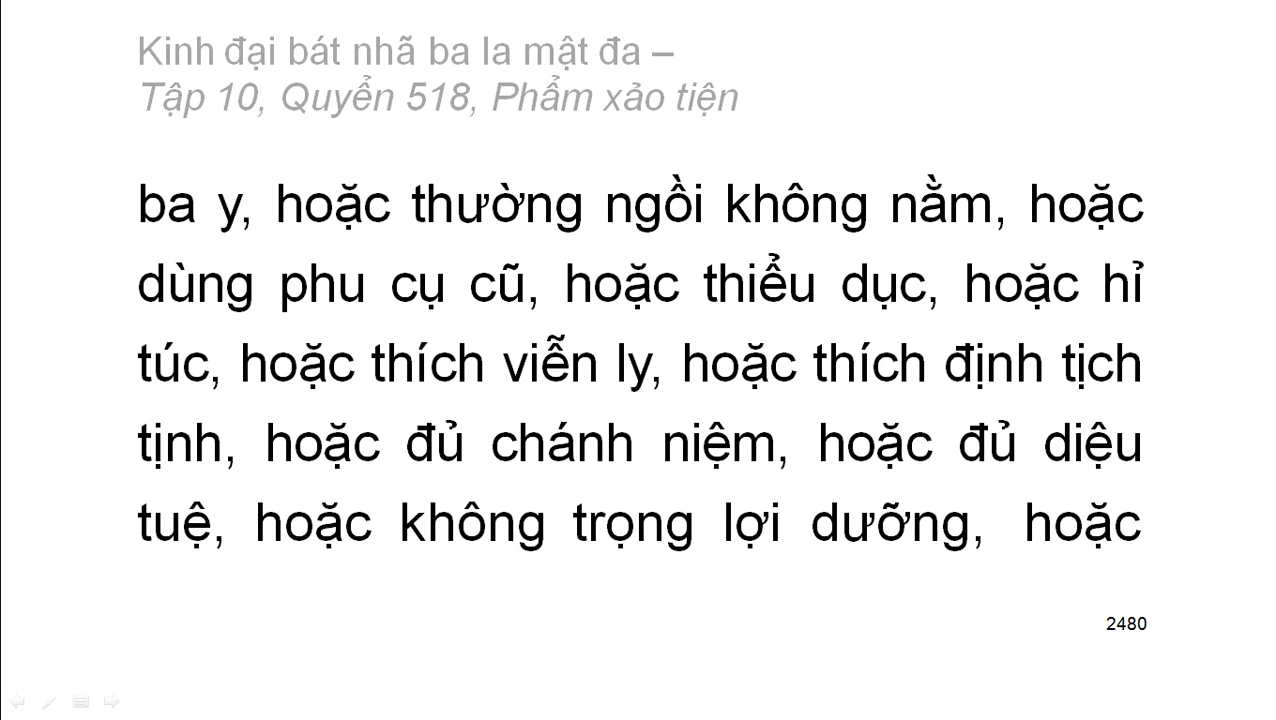 Kinh đại bát nhã ba la mật đa –
Tập 10, Quyển 518, Phẩm xảo tiện
ba y, hoặc thường ngồi không nằm, hoặc
dùng phu cụ cũ, hoặc thiểu dục, hoặc hỉ
túc, hoặc thích viễn ly, hoặc thích định tịch
tịnh, hoặc đủ chánh niệm, hoặc đủ diệu
tuệ, hoặc không trọng lợi dưỡng, hoặc
2480